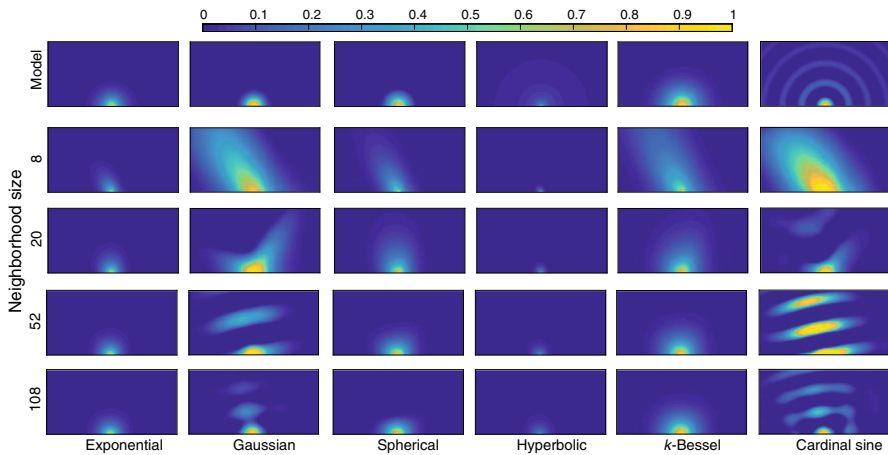 0 0.1 0.2 0.3 0.4 0.5 0.6 0.7 0.8 0.9 1
Neighborhood size
Model
8
20
52
108
Exponential Gaussian Spherical Hyperbolic k-Bessel Cardinal sine